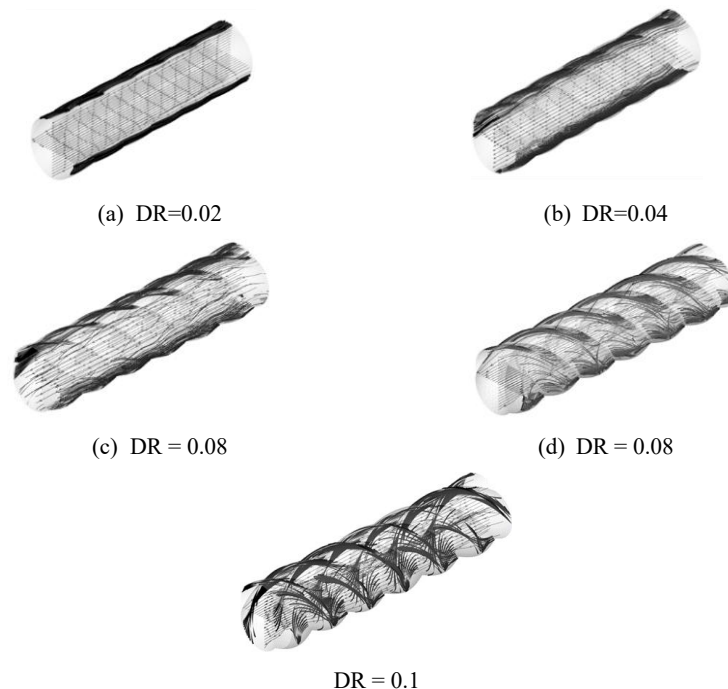 (a) DR=0.02
(b) DR=0.04
(c) DR = 0.08
(d) DR = 0.08
DR = 0.1